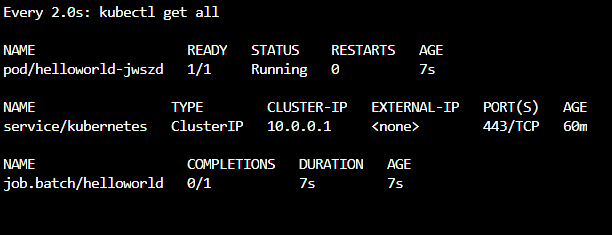 Every 2.0s: kubectl get all
NAME READY STATUS RESTARTS AGE
pod/helloworld-jwszd 1/1 Running 0 7s
NAME TYPE CLUSTER-IP EXTERNAL-IP PORT(S) AGE
service/kubernetes ClusterIP 10.0.0.1 <none> 443/TCP 60m
NAME COMPLETIONS DURATION AGE
job.batch/helloworld 0/1 7s 7s